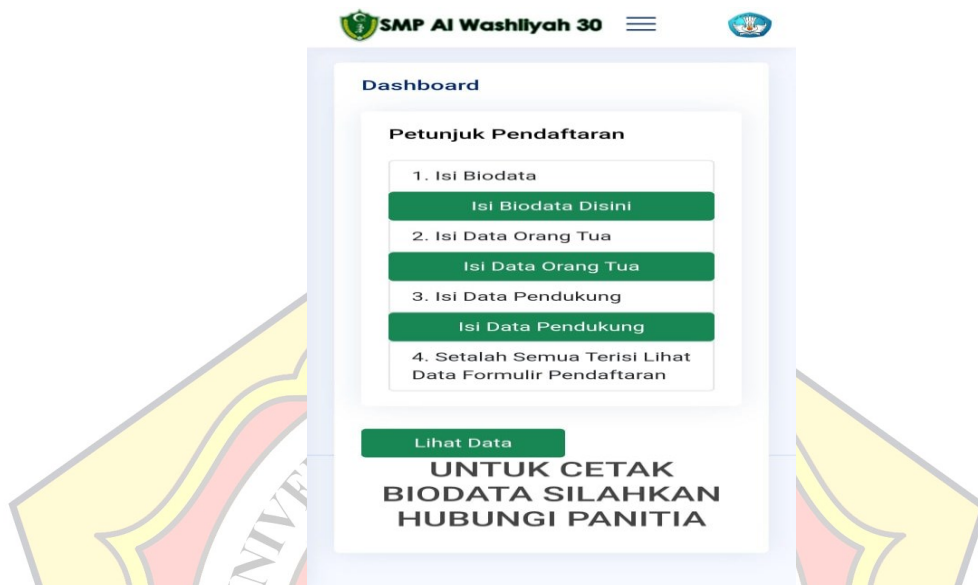 SMP Al Washliyah 30
Dashboard
Petunjuk Pendaftaran
1. Isi Biodata
Isi Biodata Disini
2. Isi Data Orang Tua
Isi Data Orang Tua
3. Isi Data Pendukung
Isi Data Pendukung
4. Setalah Semua Terisi Lihat
Data Formulir Pendaftaran
Lihat Data
UNTUK CETAK
BIODATA SILAHKAN
HUBUNGI PANITIA